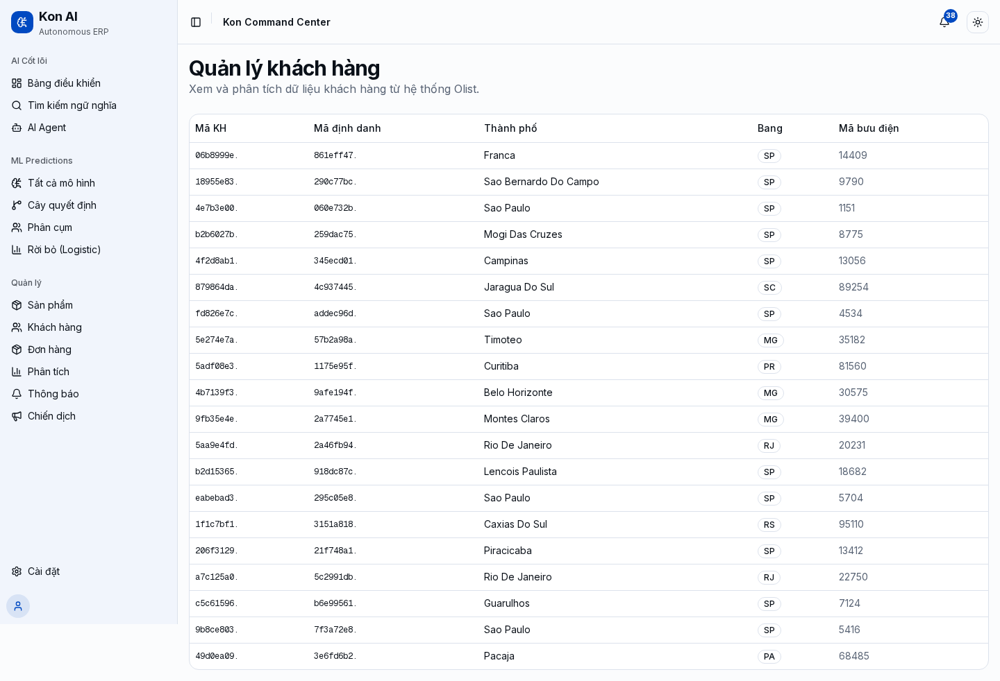 Kon AI
Autonomous ERP
AI Cốt lõi
Bảng điều khiển
Tìm kiếm ngữ nghĩa
AI Agent
ML Predictions
Tất cả mô hình
Cây quyết định
Phân cụm
Rời bỏ (Logistic)
Quản lý
Sản phẩm
Khách hàng
Đơn hàng
Phân tích
Thông báo
Chiến dịch
Cài đặt
Kon Command Center
38
Quản lý khách hàng
Xem và phân tích dữ liệu khách hàng từ hệ thống Olist.
Mã KH Mã định danh Thành phố Bang Mã bưu điện
06b8999e. 861eff47. Franca SP 14409
18955e83. 290c77bc. Sao Bernardo Do Campo SP 9790
4e7b3e00. 060e732b. Sao Paulo SP 1151
b2b6027b. 259dac75. Mogi Das Cruzes SP 8775
4f2d8ab1. 345ecd01. Campinas SP 13056
879864da. 4c937445. Jaragua Do Sul SC 89254
fd826e7c. addec96d. Sao Paulo SP 4534
5e274e7a. 57b2a98a. Timoteo MG 35182
5adf08e3. 1175e95f. Curitiba PR 81560
4b7139f3. 9afe194f. Belo Horizonte MG 30575
9fb35e4e. 2a7745e1. Montes Claros MG 39400
5aa9e4fd. 2a46fb94. Rio De Janeiro RJ 20231
b2d15365. 918dc87c. Lencois Paulista SP 18682
eabebad3. 295c05e8. Sao Paulo SP 5704
1f1c7bf1. 3151a818. Caxias Do Sul RS 95110
206f3129. 21f748a1. Piracicaba SP 13412
a7c125a0. 5c2991db. Rio De Janeiro RJ 22750
c5c61596. b6e99561. Guarulhos SP 7124
9b8ce803. 7f3a72e8. Sao Paulo SP 5416
49d0ea09. 3e6fd6b2. Pacaja PA 68485